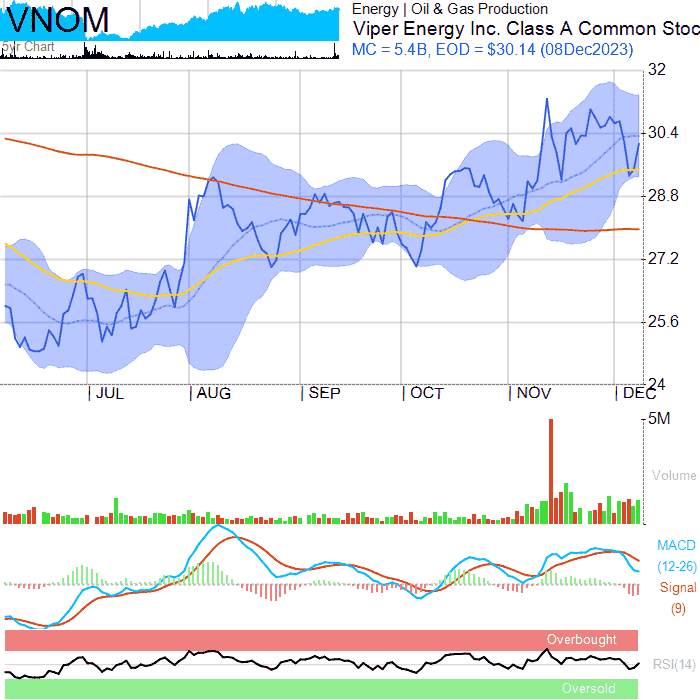 VNOM
5yr Chart
Energy | Oil & Gas Production
Viper Energy Inc. Class A Common Stoc
MC = 5.4B, EOD = $30.14 (08Dec2023)
32
30.4
28.8
27.2
25.6
24
JUL AUG SEP OCT NOV DEC
5M
Volume
MACD
(12-26)
Signal
(9)
Overbought
RSI(14)
Oversold